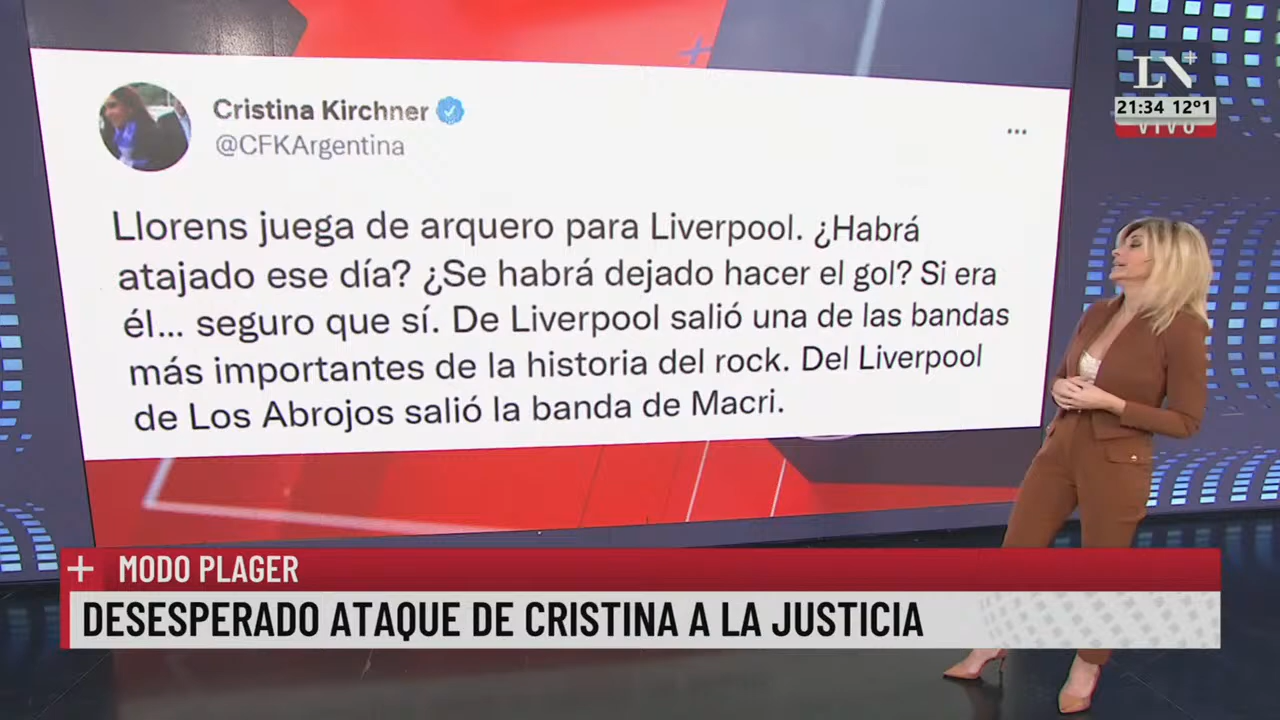 Cristina Kirchner
@CFKArgentina
...
Llorens juega de arquero para Liverpool. ¿Habrá
atajado ese día? ¿Se habrá dejado hacer el gol? Si era
él... seguro que sí. De Liverpool salió una de las bandas
más importantes de la historia del rock. Del Liverpool
de Los Abrojos salió la banda de Macri.
LN+
21:34 12°1
VIVO
+ MODO PLAGER
DESESPERADO ATAQUE DE CRISTINA A LA JUSTICIA